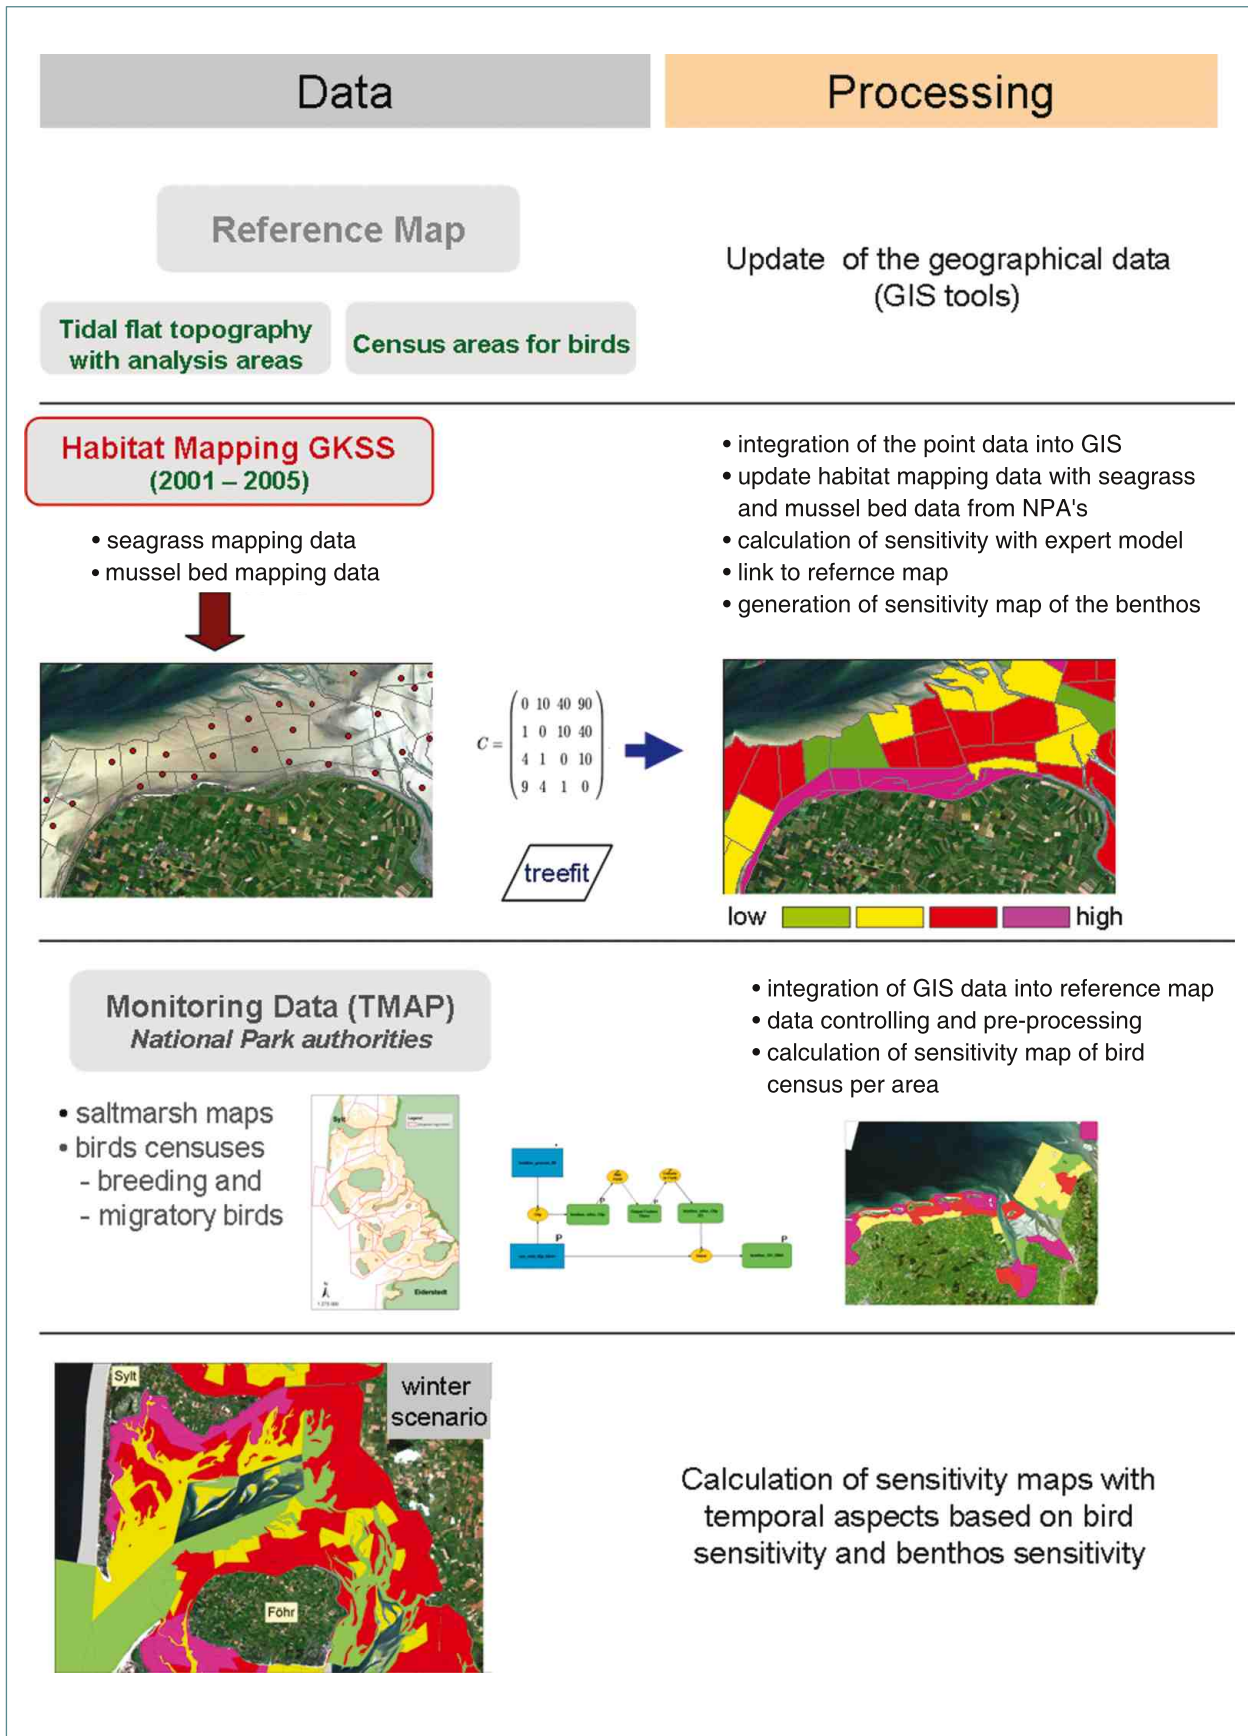 Data
Processing
Reference Map
Update of the geographical data
(GIS tools)
Tidal flat topography
with analysis areas
Census areas for birds
Habitat Mapping GKSS
(2001 – 2005)
• seagrass mapping data
• mussel bed mapping data
• integration of the point data into GIS
• update habitat mapping data with seagrass
and mussel bed data from NPA's
• calculation of sensitivity with expert model
• link to refernce map
• generation of sensitivity map of the benthos
C =
0 10 40 90
1 0 10 40
4 1 0 10
9 4 1 0
treefit
low
high
Monitoring Data (TMAP)
National Park authorities
• saltmarsh maps
• birds censuses
- breeding and
- migratory birds
• integration of GIS data into reference map
• data controlling and pre-processing
• calculation of sensitivity map of bird
census per area
Sylt
Legend
Eiderstedt
N
P
P
P
P
Sylt
winter
scenario
Föhr
Calculation of sensitivity maps with
temporal aspects based on bird
sensitivity and benthos sensitivity